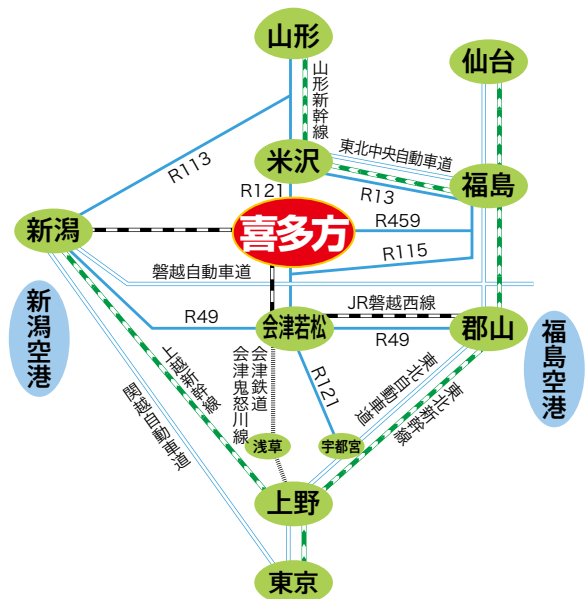 山形
仙台
山形新幹線
東北中央自動車道
米沢
R113
R121
R13
福島
新潟
喜多方
R459
R115
磐越自動車道
JR磐越西線
新潟空港
R49
会津若松
R49
郡山
福島空港
上越新幹線
関越自動車道
会津鉄道
会津鬼怒川線
R121
東北自動車道
東北新幹線
浅草
宇都宮
上野
東京